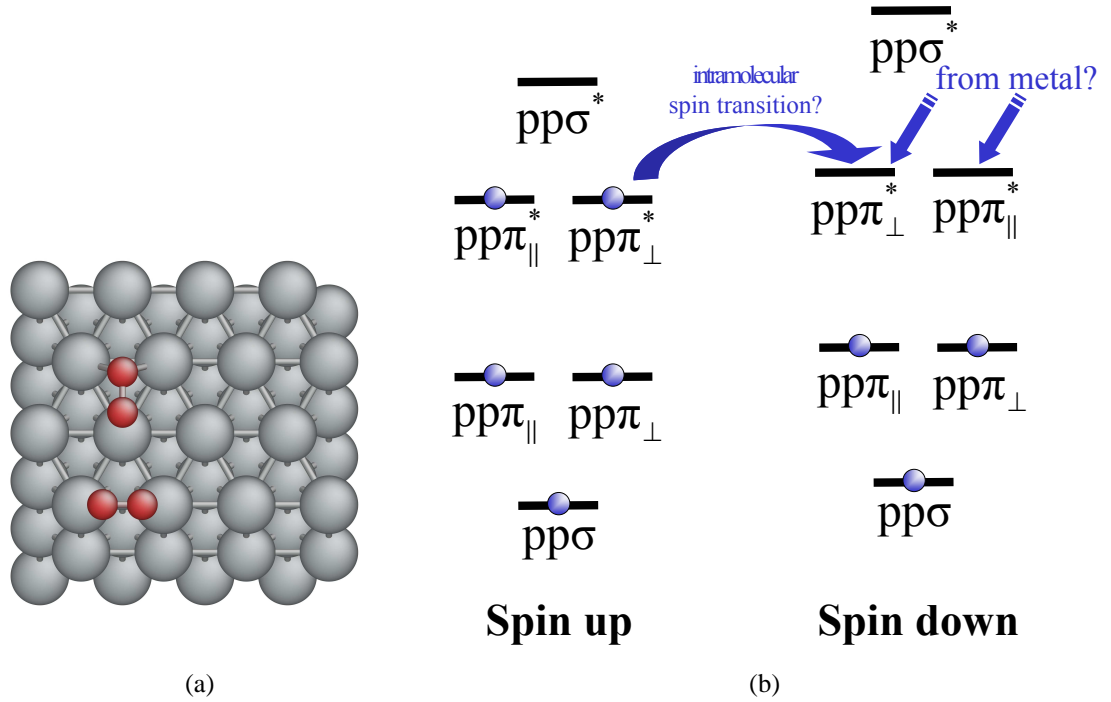 ppσ*
ppσ*
intramolecular
spin transition?
from metal?
ppπ∥*
ppπ⊥*
ppπ⊥*
ppπ∥*
ppπ∥
ppπ⊥
ppπ∥
ppπ⊥
ppσ
ppσ
Spin up
Spin down
(a)
(b)